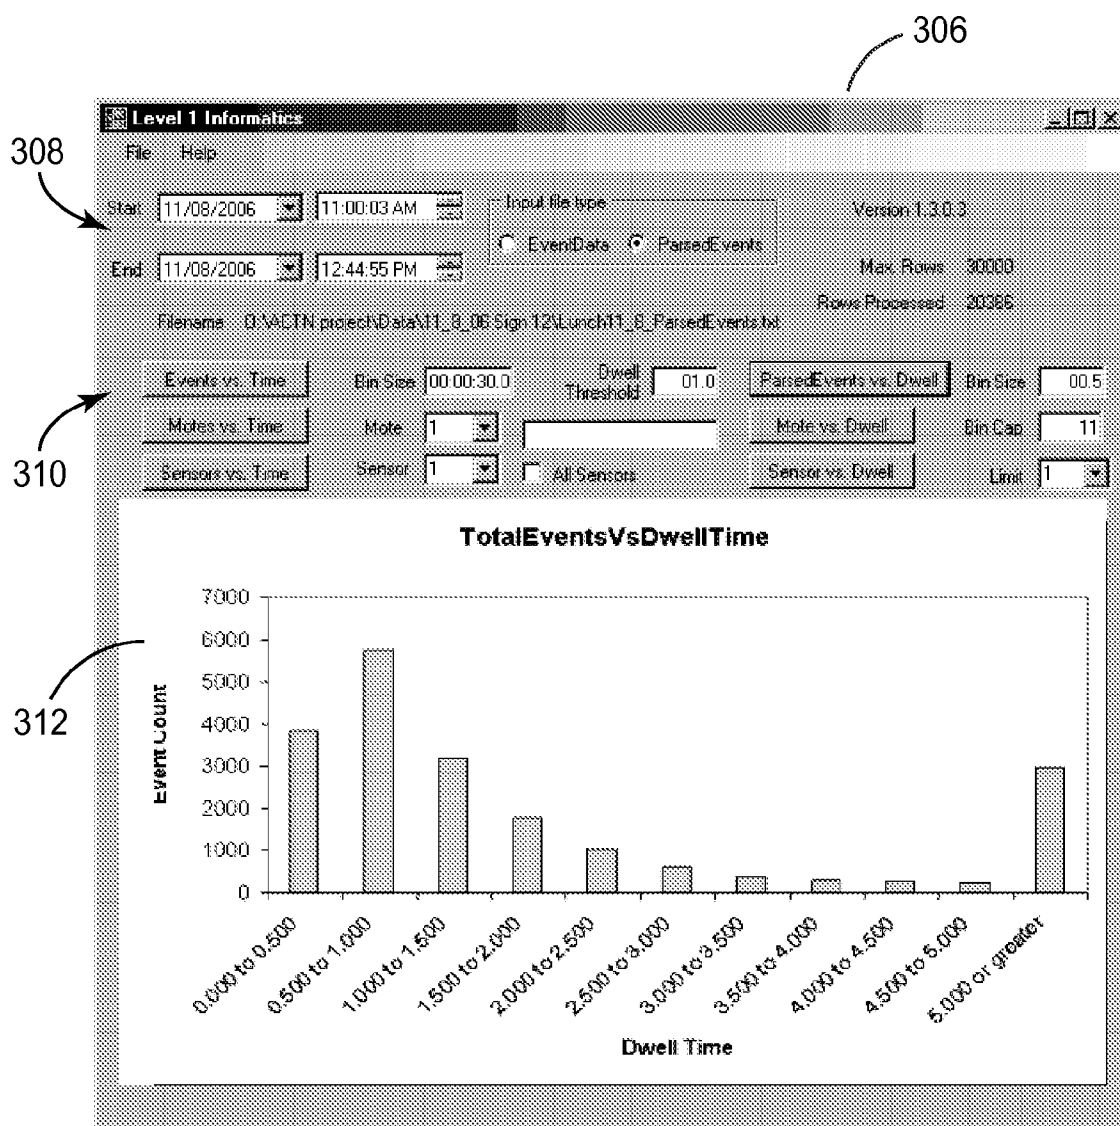 306
Level 1 Informatics
308
File Help
Start 11/08/2006 11:00:03 AM Input file type Version 1.3.0.3
EventData ParsedEvents
End 11/08/2006 12:44:55 PM Max. Rows 30000
Rows Processed 20366
Filename D:\ACTN project\Data\11_8_06 Sign 12\Lunch11_8_ParsedEvents.txt
Events vs. Time Bin Size 00:00:30.0 Dwell Threshold 01.0 ParsedEvents vs. Dwell Bin Size 00.5
310
Motes vs. Time Mote 1 Mote vs. Dwell Bin Cap 11
Sensors vs. Time Sensor 1 All Sensors Sensor vs. Dwell Limit 1
TotalEventsVsDwellTime
312
Event Count
7000
6000
5000
4000
3000
2000
1000
0
0.000 to 0.500
0.500 to 1.000
1.000 to 1.500
1.500 to 2.000
2.000 to 2.500
2.500 to 3.000
3.000 to 3.500
3.500 to 4.000
4.000 to 4.500
4.500 to 5.000
5.000 or greater
Dwell Time